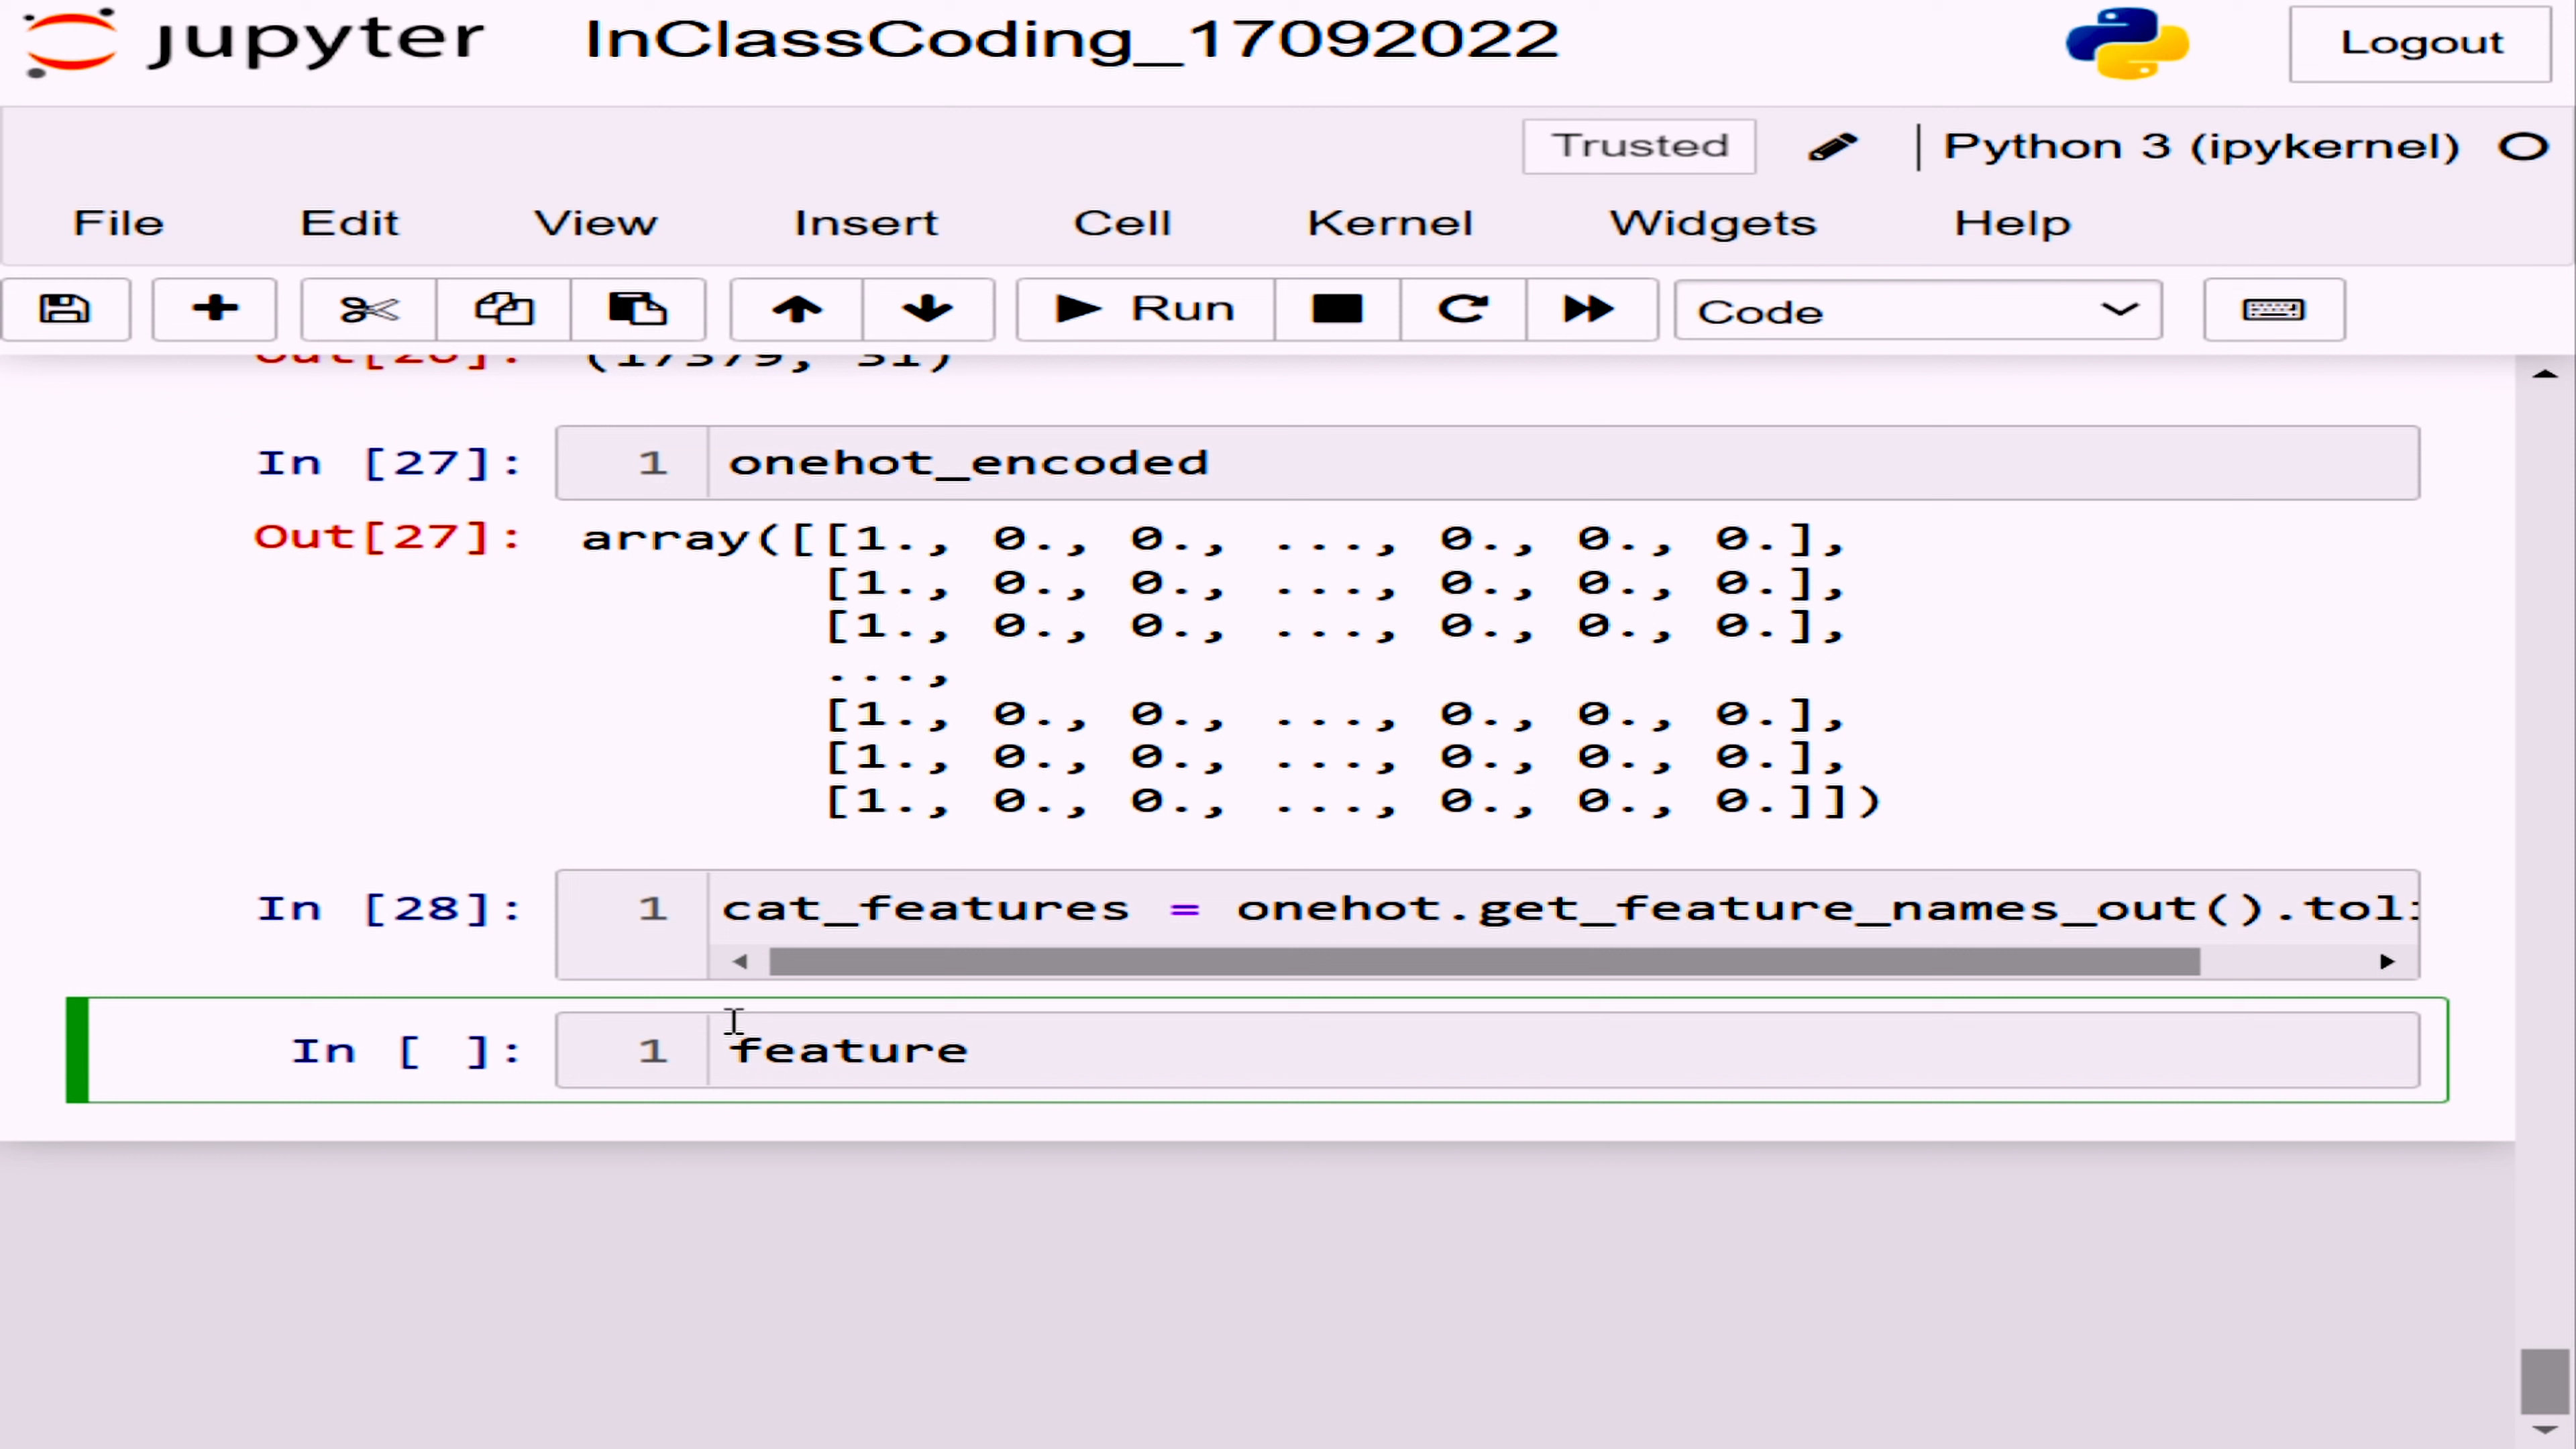 jupyter InClassCoding_17092022 Logout
Trusted | Python 3 (ipykernel)
File Edit View Insert Cell Kernel Widgets Help
Run Code
(17379, 31)
In [27]: 1 onehot_encoded
Out[27]: array([[1., 0., 0., ..., 0., 0., 0.],
[1., 0., 0., ..., 0., 0., 0.],
[1., 0., 0., ..., 0., 0., 0.],
...,
[1., 0., 0., ..., 0., 0., 0.],
[1., 0., 0., ..., 0., 0., 0.],
[1., 0., 0., ..., 0., 0., 0.]])
In [28]: 1 cat_features = onehot.get_feature_names_out().tol
In [ ]: 1 feature